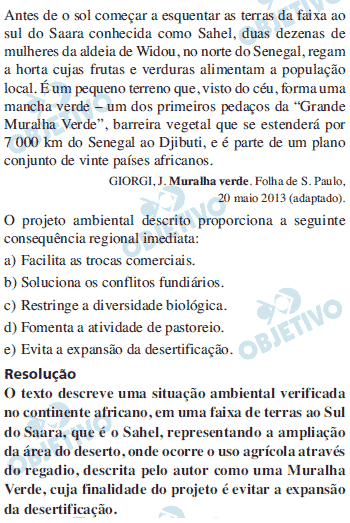 Antes de o sol começar a esquentar as terras da faixa ao
sul do Saara conhecida como Sahel, duas dezenas de
mulheres da aldeia de Widou, no norte do Senegal, regam
a horta cujas frutas e verduras alimentam a população
local. É um pequeno terreno que, visto do céu, forma uma
mancha verde – um dos primeiros pedaços da “Grande
Muralha Verde”, barreira vegetal que se estenderá por
7 000 km do Senegal ao Djibuti, e é parte de um plano
conjunto de vinte países africanos.
GIORGI, J. Muralha verde. Folha de S. Paulo,
20 maio 2013 (adaptado).
O projeto ambiental descrito proporciona a seguinte
consequência regional imediata:
a) Facilita as trocas comerciais.
b) Soluciona os conflitos fundiários.
c) Restringe a diversidade biológica.
d) Fomenta a atividade de pastoreio.
e) Evita a expansão da desertificação.
Resolução
O texto descreve uma situação ambiental verificada
no continente africano, em uma faixa de terras ao Sul
do Saara, que é o Sahel, representando a ampliação
da área do deserto, onde ocorre o uso agrícola através
do regadio, descrita pelo autor como uma Muralha
Verde, cuja finalidade do projeto é evitar a expansão
da desertificação.
OBJETIVO
OBJETIVO
OBJETIVO
OBJETIVO
OBJETIVO